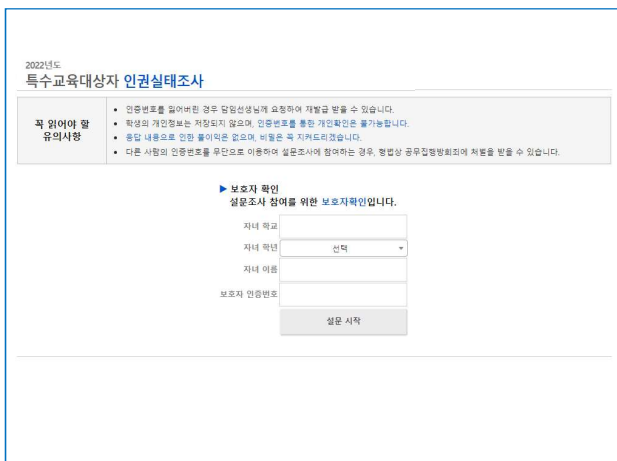 2022년도
특수교육대상자 인권실태조사
꼭 읽어야 할
유의사항
• 인증번호를 잃어버린 경우 담임선생님께 요청하여 재발급 받을 수 있습니다.
• 학생의 개인정보는 저장되지 않으며, 인증번호를 통한 개인확인은 불가능합니다.
• 응답 내용으로 인한 불이익은 없으며, 비밀은 꼭 지켜드리겠습니다.
• 다른 사람의 인증번호를 무단으로 이용하여 설문조사에 참여하는 경우, 형법상 공무집행방회죄에 처벌을 받을 수 있습니다.
▶ 보호자 확인
설문조사 참여를 위한 보호자확인입니다.
자녀 학교
자녀 학년 선택
자녀 이름
보호자 인증번호
설문 시작